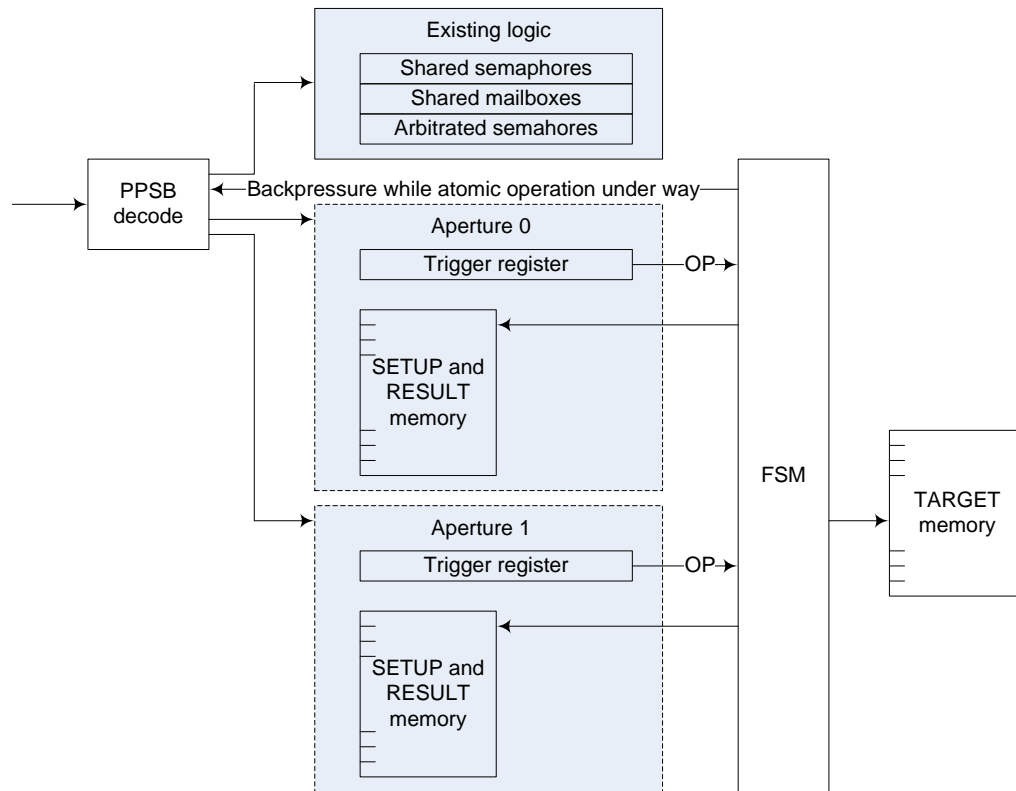 Existing logic
Shared semaphores
Shared mailboxes
Arbitrated semahores
PPSB
decode
Backpressure while atomic operation under way
Aperture 0
Trigger register
OP
SETUP and
RESULT
memory
FSM
TARGET
memory
Aperture 1
Trigger register
OP
SETUP and
RESULT
memory